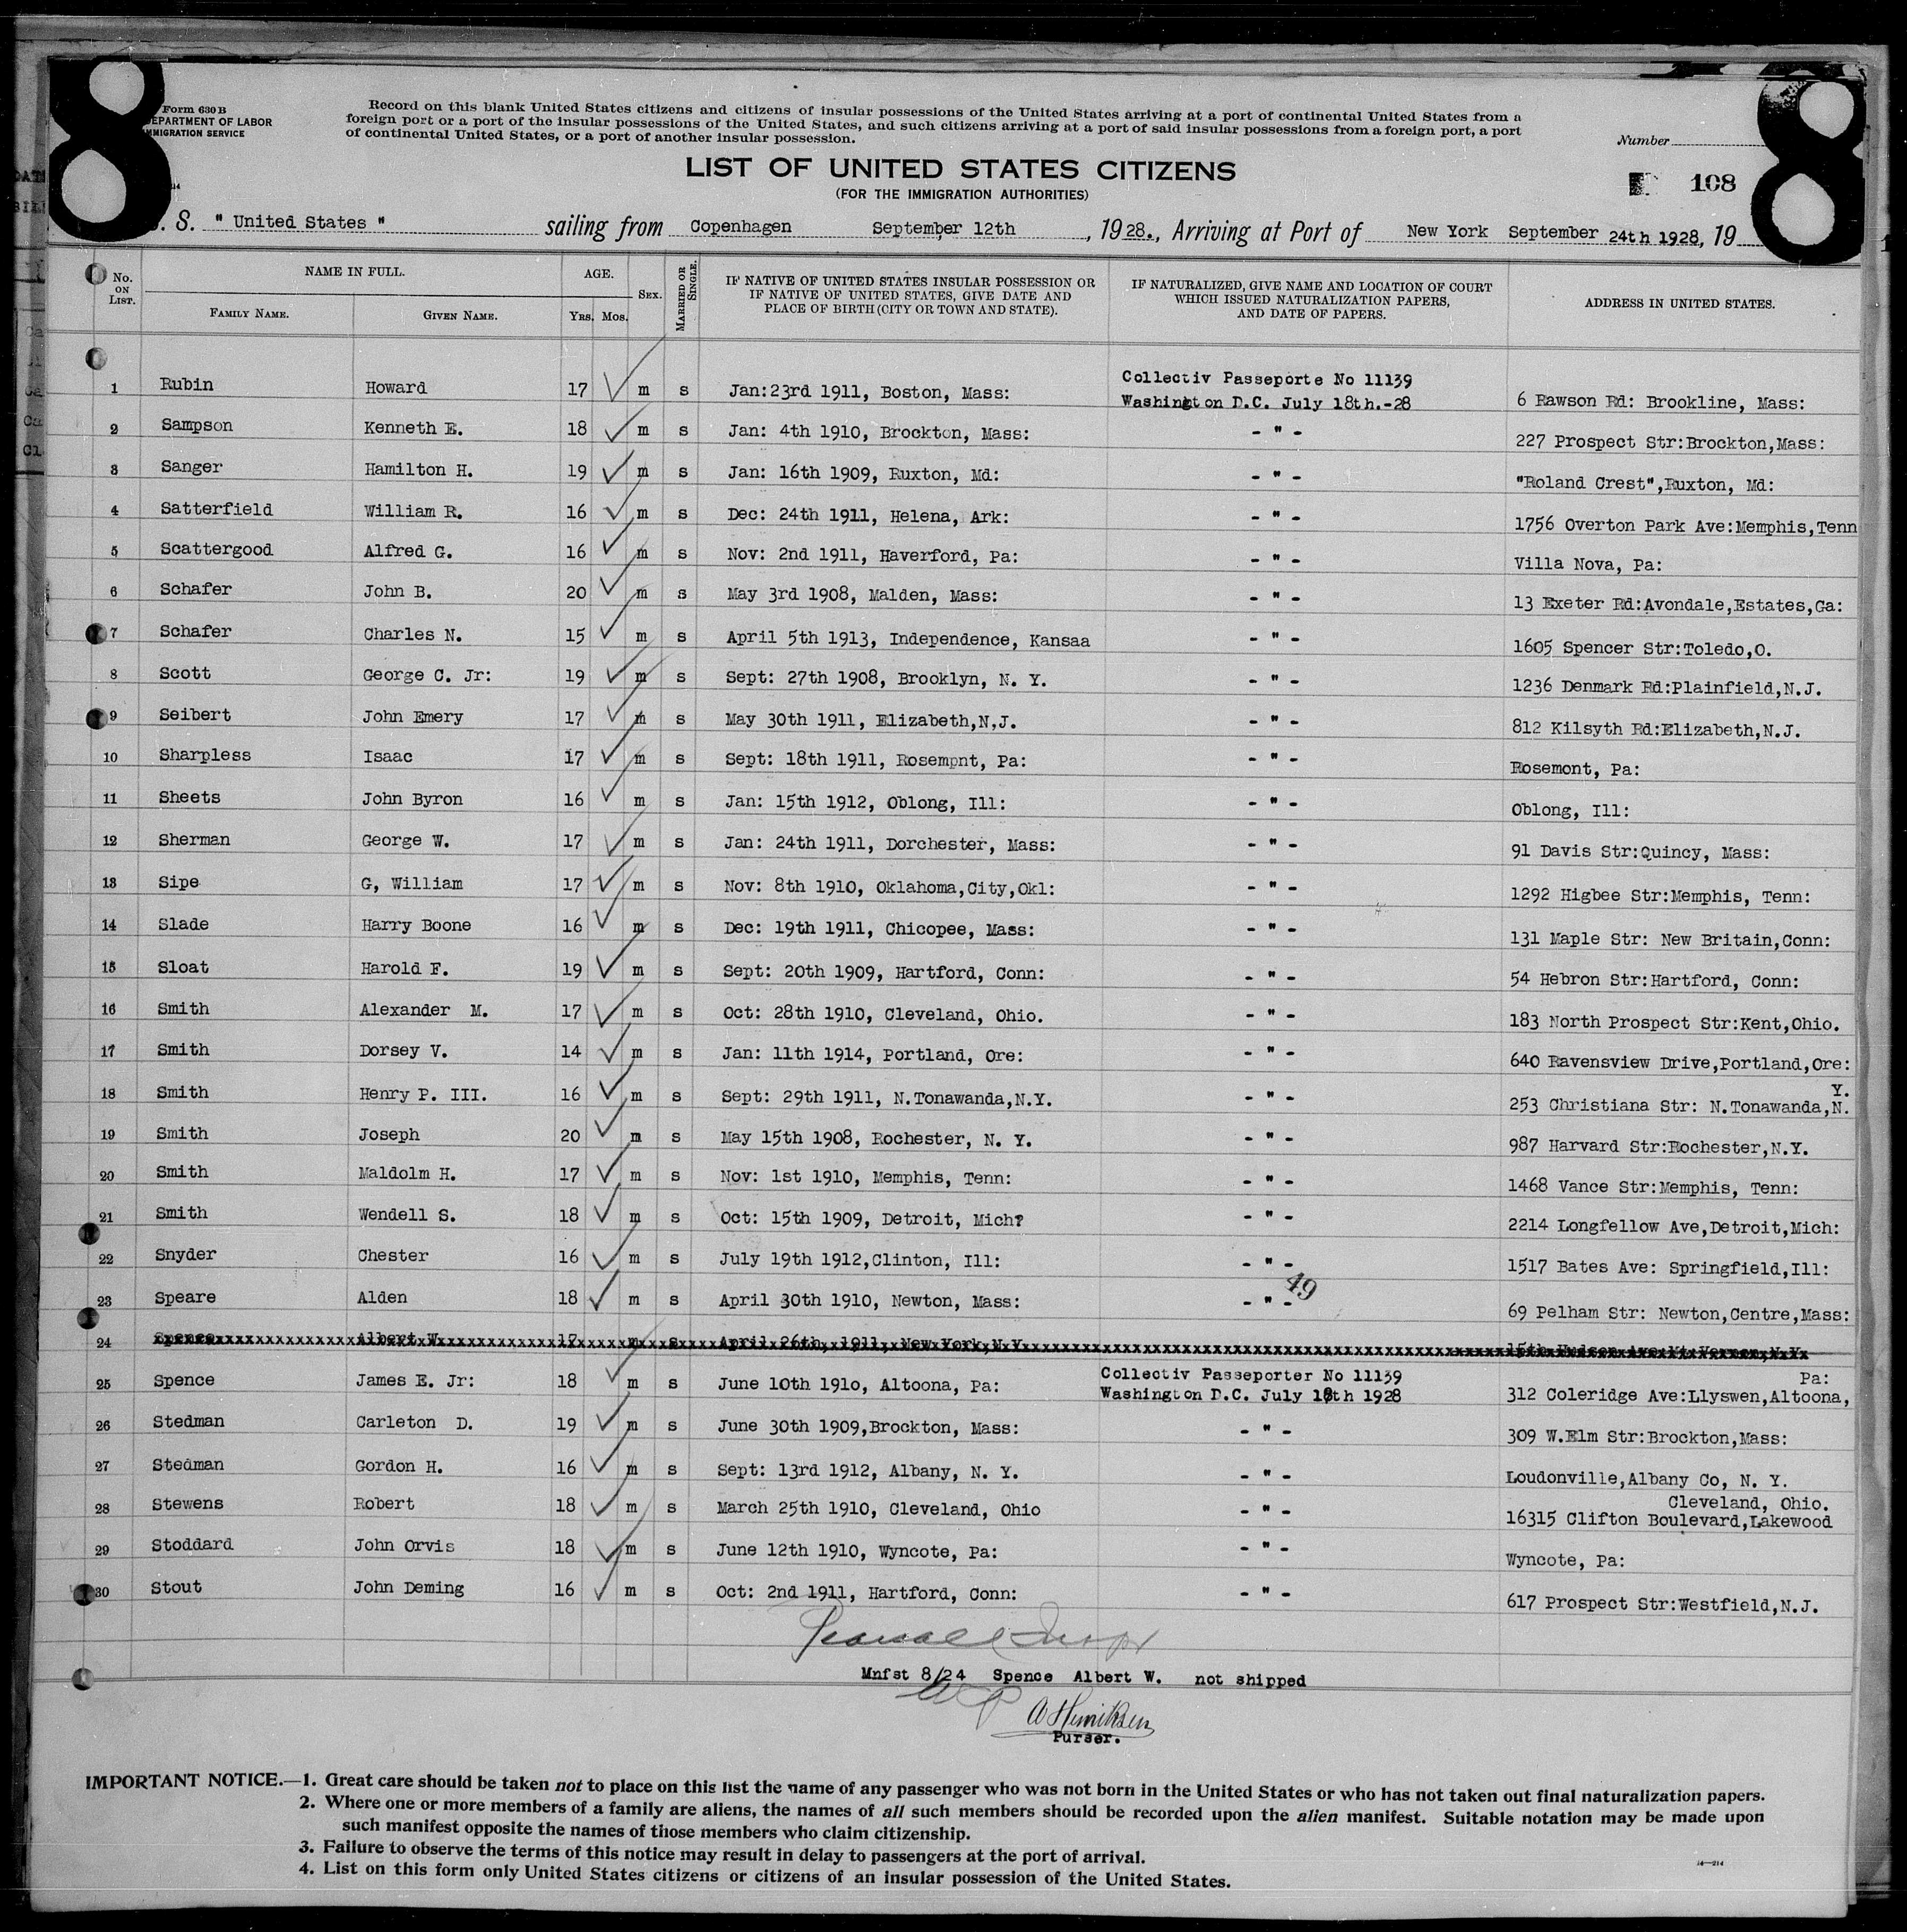 8 8
Form 630 B
DEPARTMENT OF LABOR
IMMIGRATION SERVICE
Record on this blank United States citizens and citizens of insular possessions of the United States arriving at a port of continental United States from a
foreign port or a port of the insular possessions of the United States, and such citizens arriving at a port of said insular possessions from a foreign port, a port
of continental United States, or a port of another insular possession.
Number
LIST OF UNITED STATES CITIZENS
(FOR THE IMMIGRATION AUTHORITIES)
108
S. " United States " sailing from Copenhagen September 12th , 1928., Arriving at Port of New York September 24th 1928, 19
No. ON LIST. NAME IN FULL. FAMILY NAME. GIVEN NAME. AGE. YRS. MOS. SEX. MARRIED OR SINGLE. IF NATIVE OF UNITED STATES INSULAR POSSESSION OR IF NATIVE OF UNITED STATES, GIVE DATE AND PLACE OF BIRTH (CITY OR TOWN AND STATE). IF NATURALIZED, GIVE NAME AND LOCATION OF COURT WHICH ISSUED NATURALIZATION PAPERS, AND DATE OF PAPERS. ADDRESS IN UNITED STATES.
1 Rubin Howard 17 m s Jan:23rd 1911, Boston, Mass: Collectiv Passeporte No 11139 Washington D.C. July 18th.-28 6 Rawson Rd: Brookline, Mass:
2 Sampson Kenneth E. 18 m s Jan: 4th 1910, Brockton, Mass: - " - 227 Prospect Str:Brockton,Mass:
3 Sanger Hamilton H. 19 m s Jan: 16th 1909, Ruxton, Md: - " - "Roland Crest",Ruxton, Md:
4 Satterfield William R. 16 m s Dec: 24th 1911, Helena, Ark: - " - 1756 Overton Park Ave:Memphis,Tenn
5 Scattergood Alfred G. 16 m s Nov: 2nd 1911, Haverford, Pa: - " - Villa Nova, Pa:
6 Schafer John B. 20 m s May 3rd 1908, Malden, Mass: - " - 13 Exeter Rd:Avondale,Estates,Ga:
7 Schafer Charles N. 15 m s April 5th 1913, Independence, Kansaa - " - 1605 Spencer Str:Toledo,O.
8 Scott George C. Jr: 19 m s Sept: 27th 1908, Brooklyn, N. Y. - " - 1236 Denmark Rd:Plainfield,N.J.
9 Seibert John Emery 17 m s May 30th 1911, Elizabeth,N.J. - " - 812 Kilsyth Rd:Elizabeth,N.J.
10 Sharpless Isaac 17 m s Sept: 18th 1911, Rosempnt, Pa: - " - Rosemont, Pa:
11 Sheets John Byron 16 m s Jan: 15th 1912, Oblong, Ill: - " - Oblong, Ill:
12 Sherman George W. 17 m s Jan: 24th 1911, Dorchester, Mass: - " - 91 Davis Str:Quincy, Mass:
13 Sipe G, William 17 m s Nov: 8th 1910, Oklahoma,City,Okl: - " - 1292 Higbee Str:Memphis, Tenn:
14 Slade Harry Boone 16 m s Dec: 19th 1911, Chicopee, Mass: - " - 131 Maple Str: New Britain,Conn:
15 Sloat Harold F. 19 m s Sept: 20th 1909, Hartford, Conn: - " - 54 Hebron Str:Hartford, Conn:
16 Smith Alexander M. 17 m s Oct: 28th 1910, Cleveland, Ohio. - " - 183 North Prospect Str:Kent,Ohio.
17 Smith Dorsey V. 14 m s Jan: 11th 1914, Portland, Ore: - " - 640 Ravensview Drive,Portland,Ore:
18 Smith Henry P. III. 16 m s Sept: 29th 1911, N.Tonawanda,N.Y. - " - 253 Christiana Str: N.Tonawanda,N. Y.
19 Smith Joseph 20 m s May 15th 1908, Rochester, N. Y. - " - 987 Harvard Str:Rochester,N.Y.
20 Smith Maldolm H. 17 m s Nov: 1st 1910, Memphis, Tenn: - " - 1468 Vance Str:Memphis, Tenn:
21 Smith Wendell S. 18 m s Oct: 15th 1909, Detroit, Mich? - " - 2214 Longfellow Ave,Detroit,Mich:
22 Snyder Chester 16 m s July 19th 1912,Clinton, Ill: - " - 1517 Bates Ave: Springfield,Ill:
49
23 Speare Alden 18 m s April 30th 1910, Newton, Mass: - " - 69 Pelham Str: Newton,Centre,Mass:
24 Spence Albert W. 17 m s April 26th, 1911, New York,N.Y. 15th Hudson Ave:Mt:Vernon,N.Y.
25 Spence James E. Jr: 18 m s June 10th 191o, Altoona, Pa: Collectiv Passeporter No 11139 Washington D.C. July 18th 1928 312 Coleridge Ave:Llyswen,Altoona, Pa:
26 Stedman Carleton D. 19 m s June 30th 1909,Brockton, Mass: - " - 309 W.Elm Str:Brockton,Mass:
27 Stedman Gordon H. 16 m s Sept: 13rd 1912, Albany, N. Y. - " - Loudonville,Albany Co, N. Y.
28 Stewens Robert 18 m s March 25th 1910, Cleveland, Ohio - " - Cleveland, Ohio. 16315 Clifton Boulevard,Lakewood
29 Stoddard John Orvis 18 m s June 12th 1910, Wyncote, Pa: - " - Wyncote, Pa:
30 Stout John Deming 16 m s Oct: 2nd 1911, Hartford, Conn: - " - 617 Prospect Str:Westfield,N.J.
Mnfst 8/24 Spence Albert W. not shipped
A Henriksen
Purser.
IMPORTANT NOTICE.—1. Great care should be taken not to place on this list the name of any passenger who was not born in the United States or who has not taken out final naturalization papers.
2. Where one or more members of a family are aliens, the names of all such members should be recorded upon the alien manifest. Suitable notation may be made upon
such manifest opposite the names of those members who claim citizenship.
3. Failure to observe the terms of this notice may result in delay to passengers at the port of arrival.
4. List on this form only United States citizens or citizens of an insular possession of the United States.
14—214